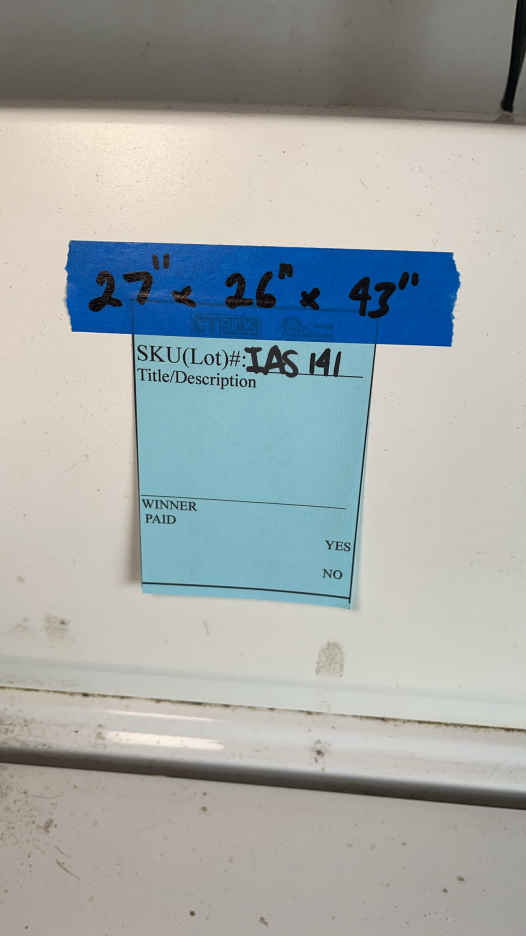 27" x 26" x 43"
SKU(Lot)#: IAS 141
Title/Description
WINNER
PAID
YES
NO